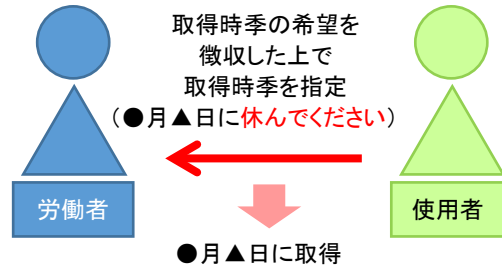 取得時季の希望を
徴収した上で
取得時季を指定
(●月▲日に休んでください)
労働者
使用者
●月▲日に取得